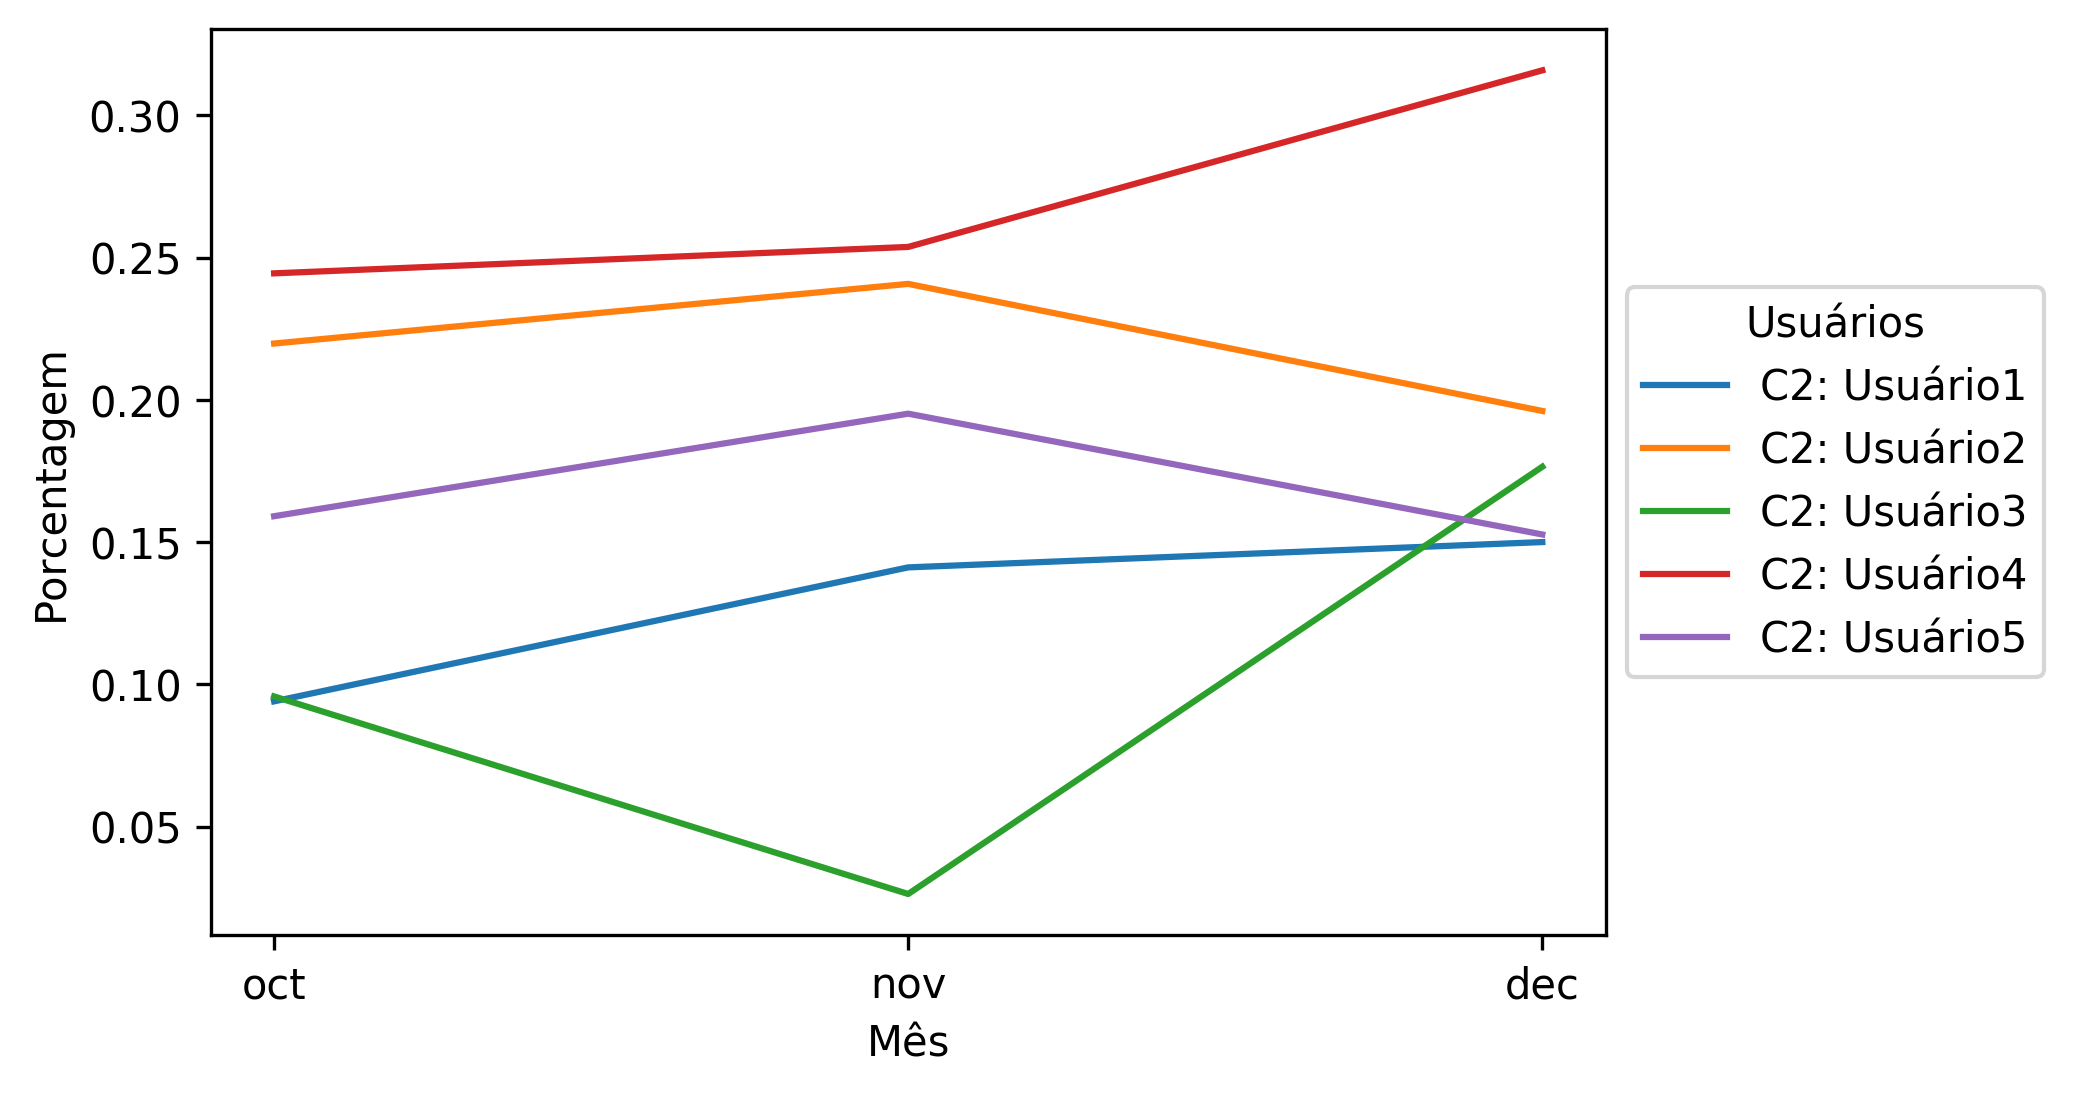 0.30
0.25
0.20
0.15
0.10
0.05
Porcentagem
oct
nov
dec
Mês
Usuários
C2: Usuário1
C2: Usuário2
C2: Usuário3
C2: Usuário4
C2: Usuário5